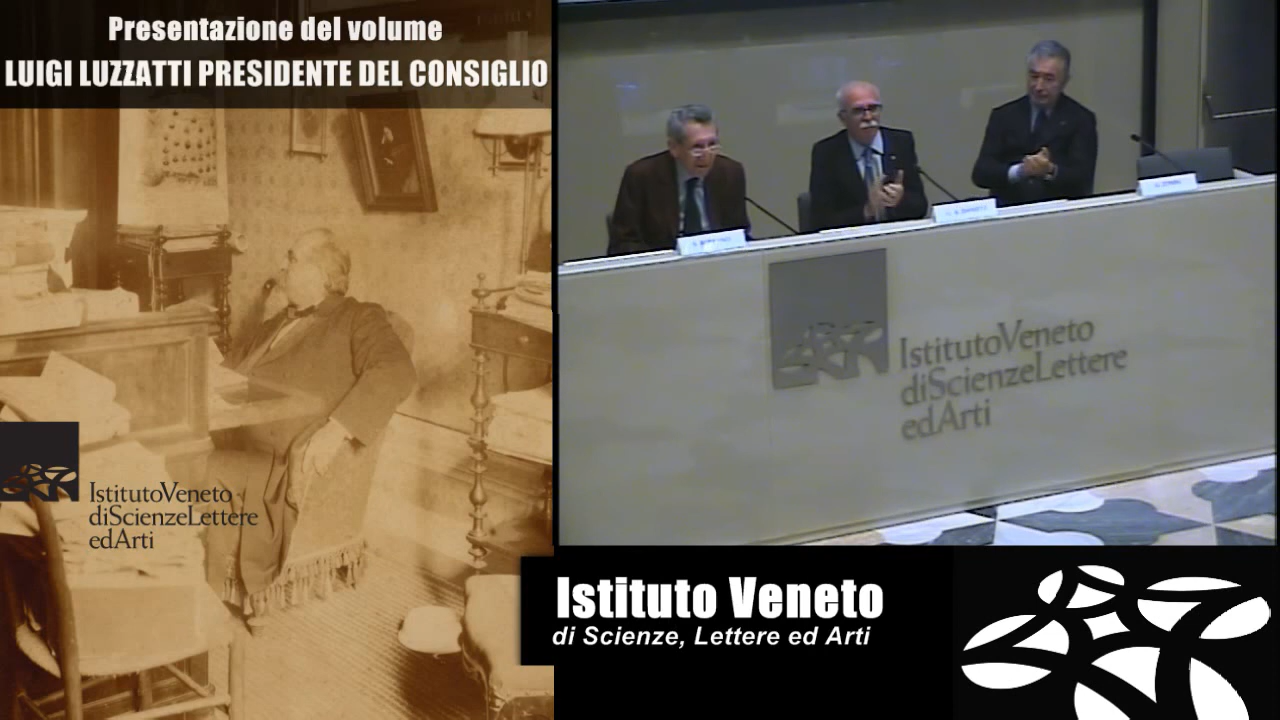 Presentazione del volume
LUIGI LUZZATTI PRESIDENTE DEL CONSIGLIO
IstitutoVeneto
diScienzeLettere
edArti
IstitutoVeneto
diScienzeLettere
edArti
Istituto Veneto
di Scienze, Lettere ed Arti